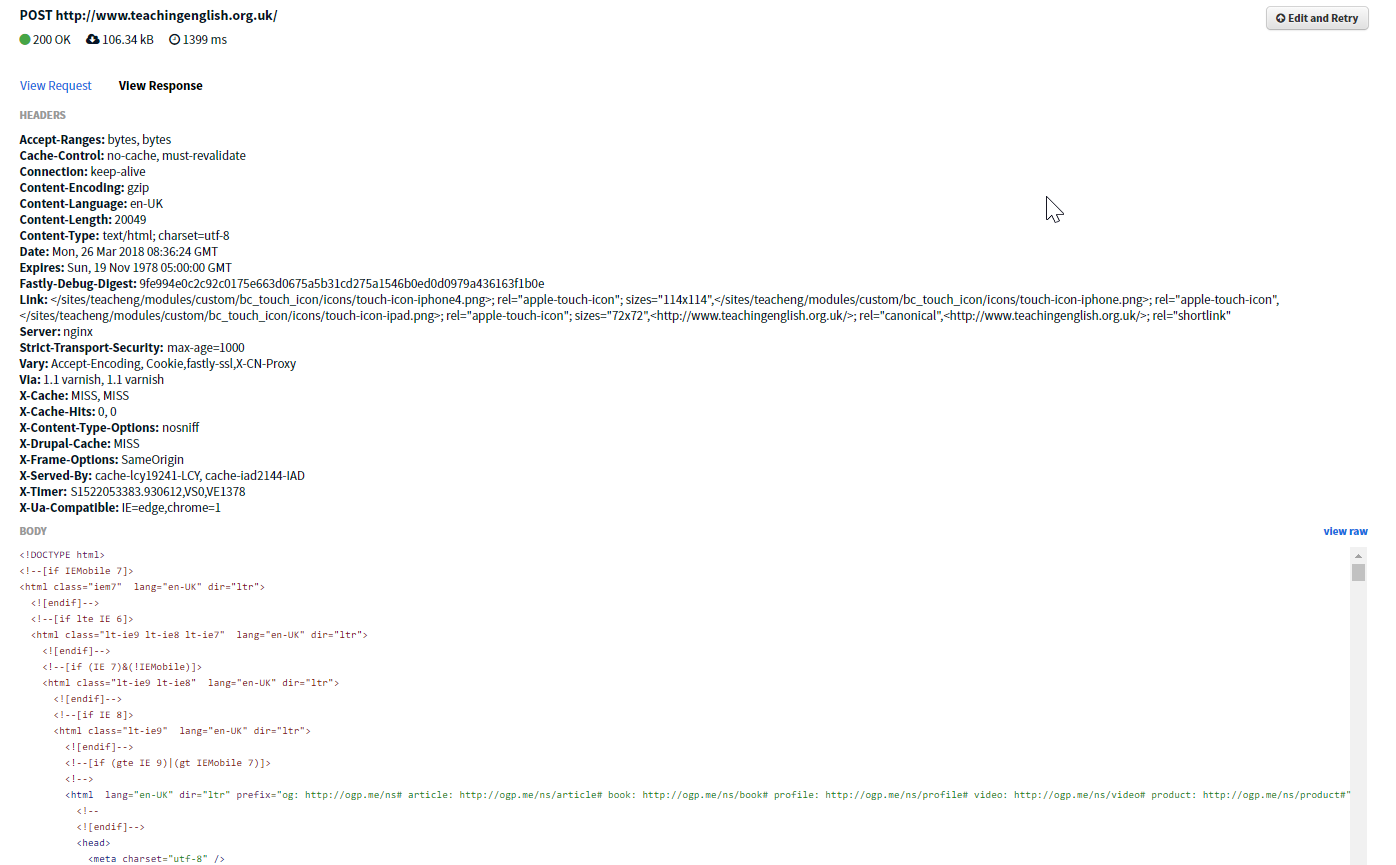 POST http://www.teachingenglish.org.uk/
Edit and Retry
200 OK 106.34 kB 1399 ms
View Request View Response
HEADERS
Accept-Ranges: bytes, bytes
Cache-Control: no-cache, must-revalidate
Connection: keep-alive
Content-Encoding: gzip
Content-Language: en-UK
Content-Length: 20049
Content-Type: text/html; charset=utf-8
Date: Mon, 26 Mar 2018 08:36:24 GMT
Expires: Sun, 19 Nov 1978 05:00:00 GMT
Fastly-Debug-Digest: 9fe994e0c2c92c0175e663d0675a5b31cd275a1546b0ed0d0979a436163f1b0e
Link: </sites/teacheng/modules/custom/bc_touch_icon/icons/touch-icon-iphone4.png>; rel="apple-touch-icon"; sizes="114x114",</sites/teacheng/modules/custom/bc_touch_icon/icons/touch-icon-iphone.png>; rel="apple-touch-icon",
</sites/teacheng/modules/custom/bc_touch_icon/icons/touch-icon-ipad.png>; rel="apple-touch-icon"; sizes="72x72",<http://www.teachingenglish.org.uk/>; rel="canonical",<http://www.teachingenglish.org.uk/>; rel="shortlink"
Server: nginx
Strict-Transport-Security: max-age=1000
Vary: Accept-Encoding, Cookie,fastly-ssl,X-CN-Proxy
Via: 1.1 varnish, 1.1 varnish
X-Cache: MISS, MISS
X-Cache-Hits: 0, 0
X-Content-Type-Options: nosniff
X-Drupal-Cache: MISS
X-Frame-Options: SameOrigin
X-Served-By: cache-lcy19241-LCY, cache-iad2144-IAD
X-Timer: S1522053383.930612,VS0,VE1378
X-Ua-Compatible: IE=edge,chrome=1
BODY
view raw
<!DOCTYPE html>
<!--[if IEMobile 7]>
<html class="iem7"  lang="en-UK" dir="ltr">
<![endif]-->
<!--[if lte IE 6]>
<html class="lt-ie9 lt-ie8 lt-ie7"  lang="en-UK" dir="ltr">
<![endif]-->
<!--[if (IE 7)&(!IEMobile)]>
<html class="lt-ie9 lt-ie8"  lang="en-UK" dir="ltr">
<![endif]-->
<!--[if IE 8]>
<html class="lt-ie9"  lang="en-UK" dir="ltr">
<![endif]-->
<!--[if (gte IE 9)|(gt IEMobile 7)]>
<!-->
<html  lang="en-UK" dir="ltr" prefix="og: http://ogp.me/ns# article: http://ogp.me/ns/article# book: http://ogp.me/ns/book# profile: http://ogp.me/ns/profile# video: http://ogp.me/ns/video# product: http://ogp.me/ns/product#"
<!--
<![endif]-->
<head>
<meta charset="utf-8" />